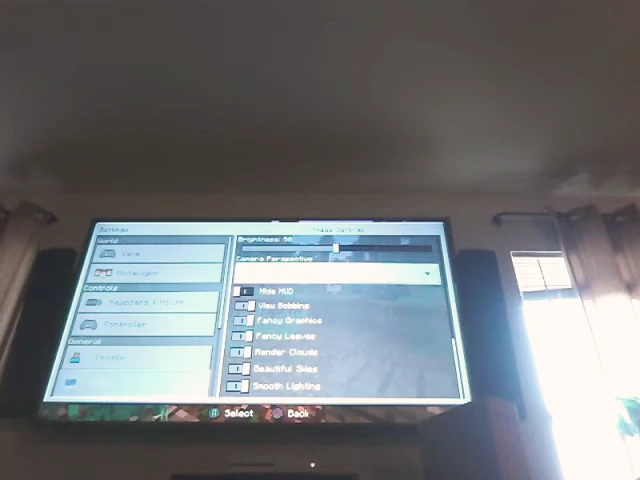 Settings
World
Game
Multiplayer
Controls
Keyboard & Mouse
Controller
General
Profile
Video Settings
Brightness: 50
Camera Perspective
Hide HUD
View Bobbing
Fancy Graphics
Fancy Leaves
Render Clouds
Beautiful Skies
Smooth Lighting
A Select
B Back